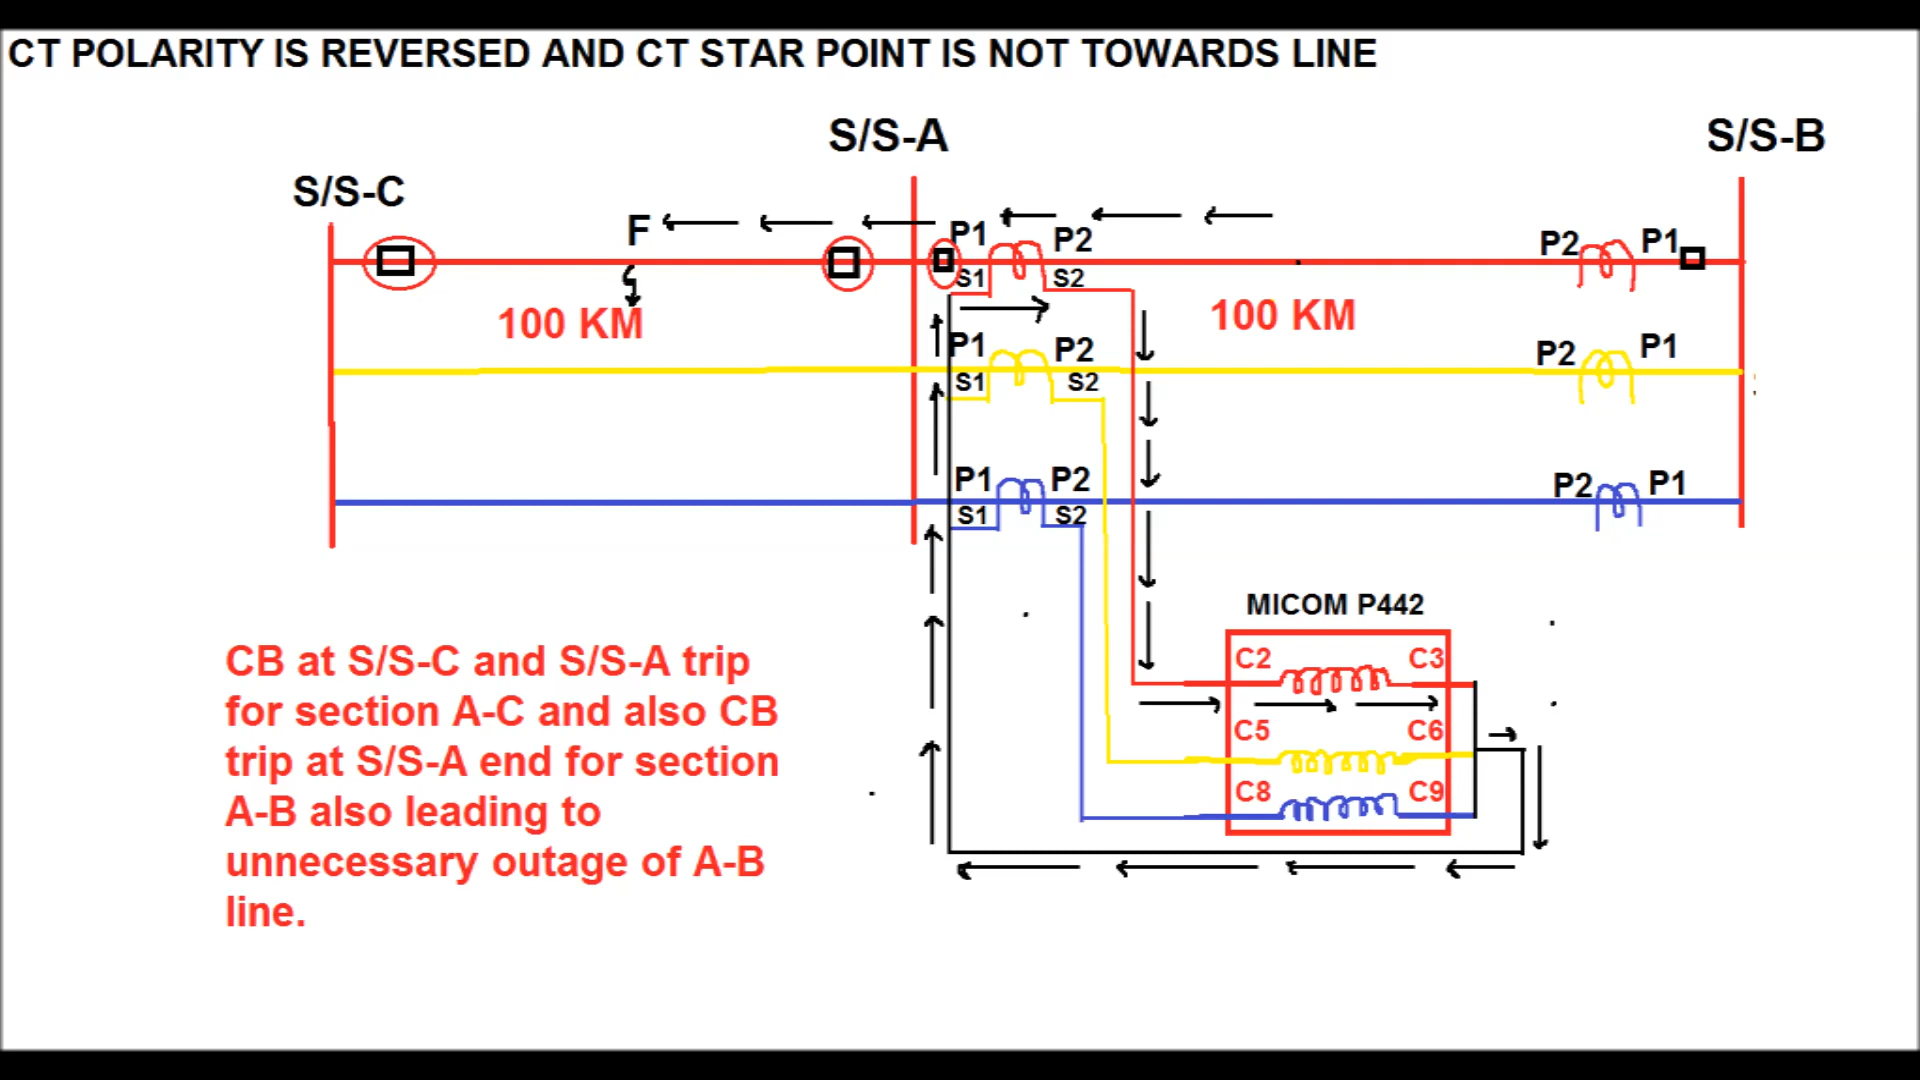 CT POLARITY IS REVERSED AND CT STAR POINT IS NOT TOWARDS LINE
S/S-A
S/S-B
S/S-C
F
P1
P2
P2
P1
S1
S2
100 KM
100 KM
P1
P2
P2
P1
S1
S2
P1
P2
P2
P1
S1
S2
MICOM P442
C2
C3
C5
C6
C8
C9
CB at S/S-C and S/S-A trip
for section A-C and also CB
trip at S/S-A end for section
A-B also leading to
unnecessary outage of A-B
line.